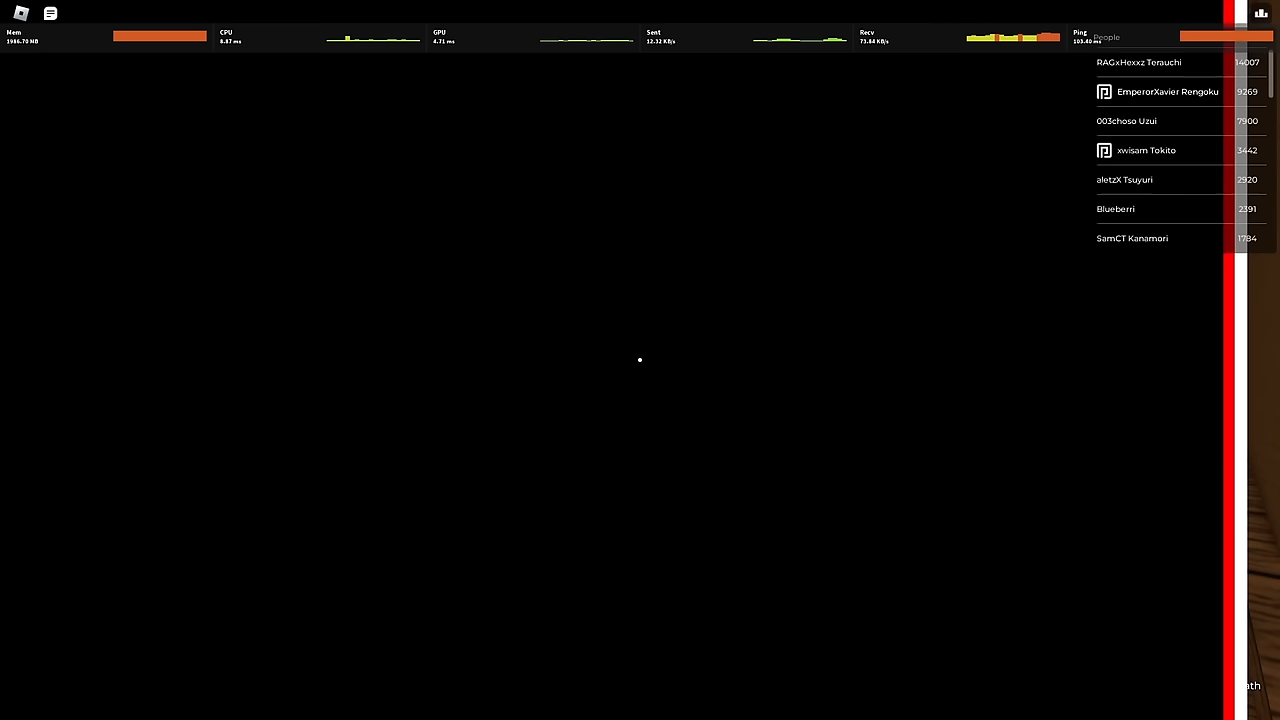 Mem
1986.70 MB
CPU
8.87 ms
GPU
4.71 ms
Sent
12.32 KB/s
Recv
73.84 KB/s
Ping
103.40 ms
People
RAGxHexxz Terauchi 14007
EmperorXavier Rengoku 9269
003choso Uzui 7900
xwisam Tokito 3442
aletzX Tsuyuri 2920
Blueberri 2391
SamCT Kanamori 1784
ath